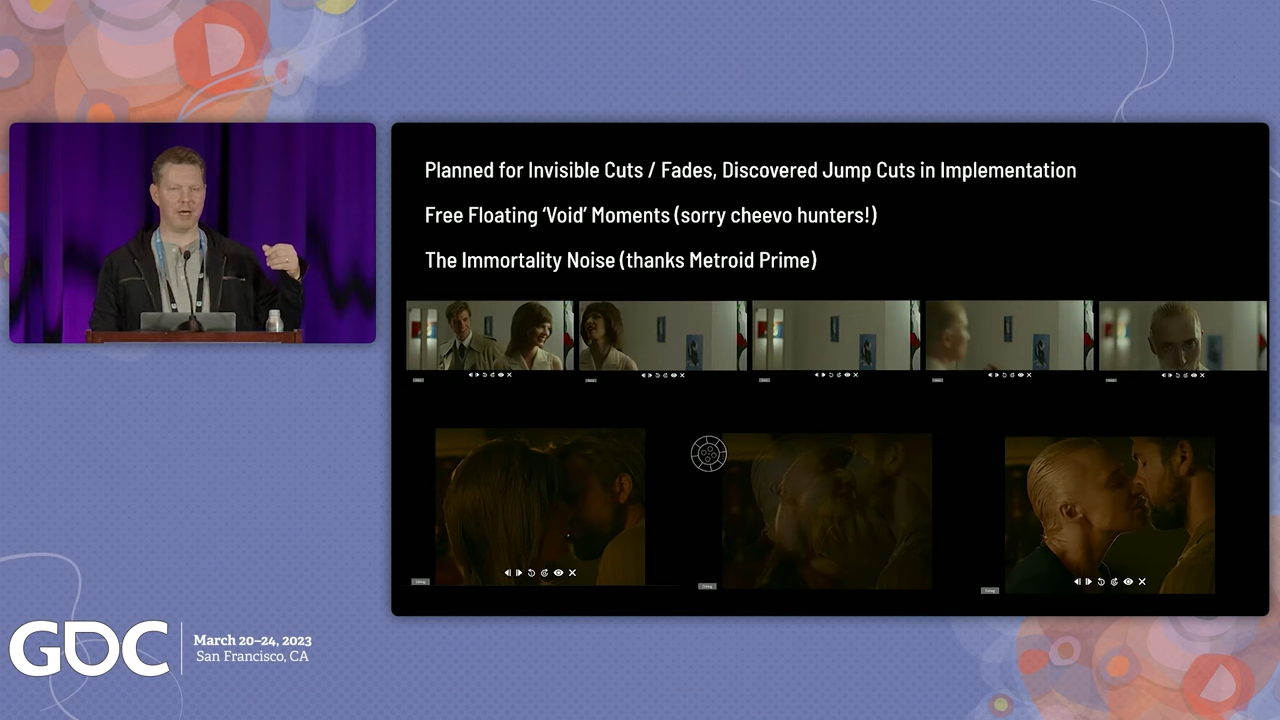 Planned for Invisible Cuts / Fades, Discovered Jump Cuts in Implementation
Free Floating ‘Void’ Moments (sorry cheevo hunters!)
The Immortality Noise (thanks Metroid Prime)
GDC
March 20–24, 2023
San Francisco, CA